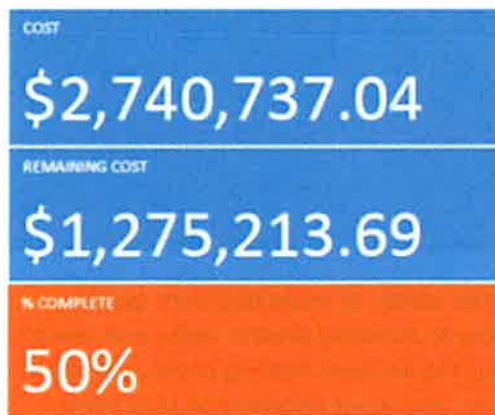 COST
$2,740,737.04
REMAINING COST
$1,275,213.69
% COMPLETE
50%